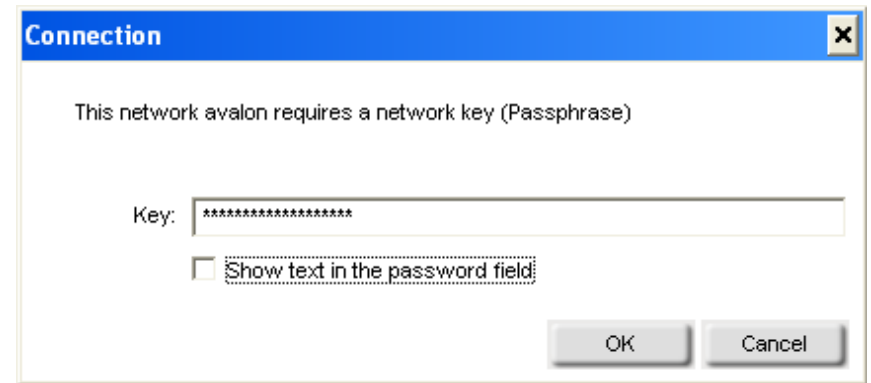 Connection
This network avalon requires a network key (Passphrase)
Key: *******************
Show text in the password field
OK Cancel